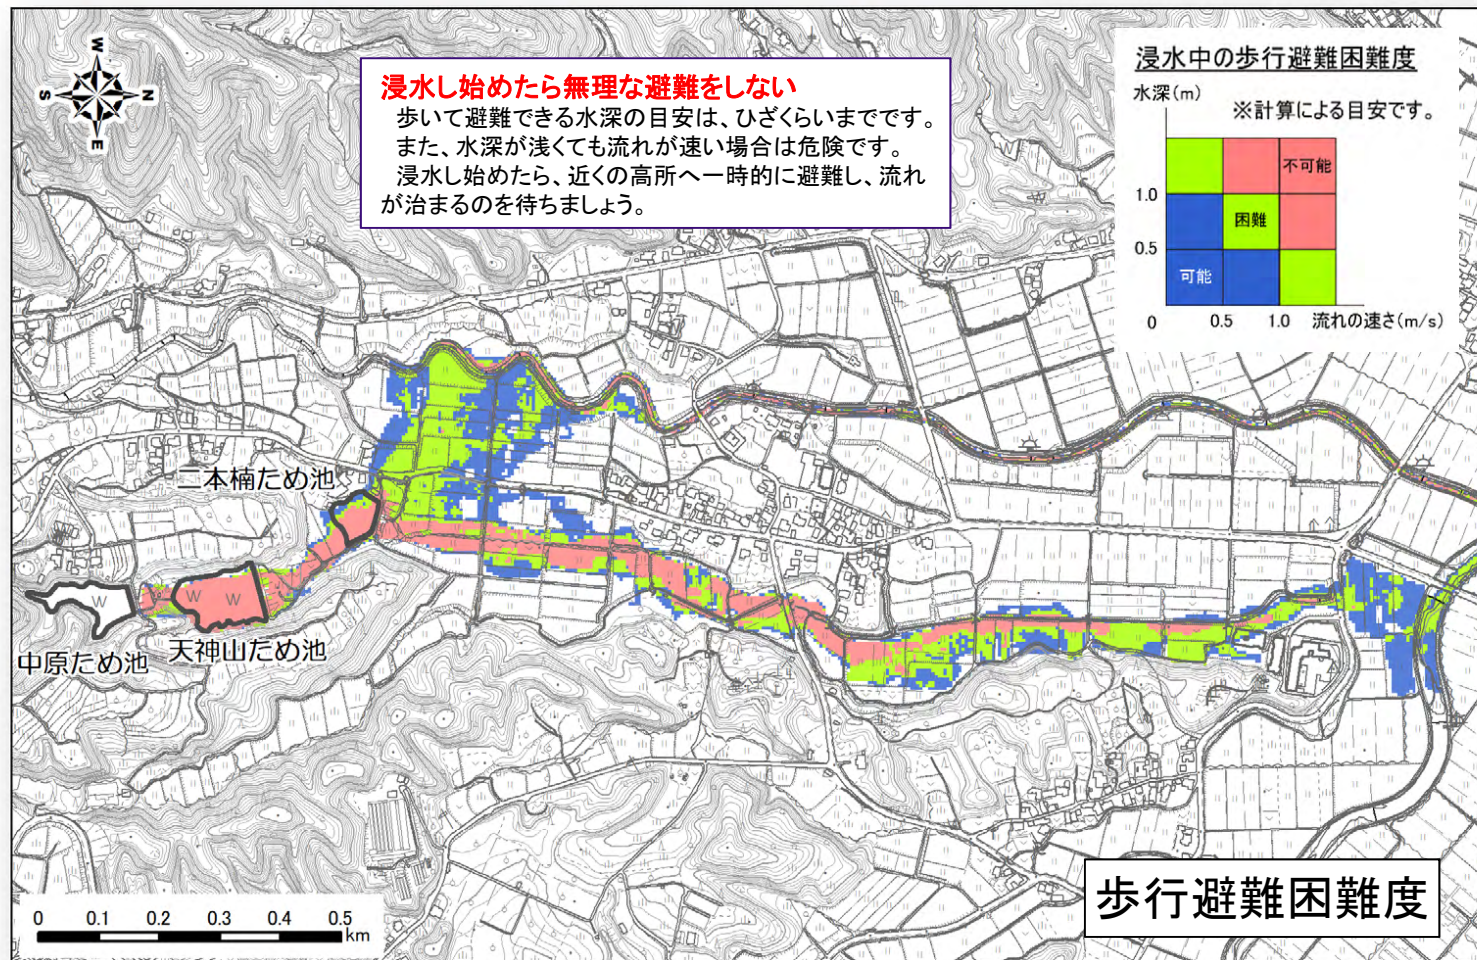 W
N
S
E
浸水し始めたら無理な避難をしない
歩いて避難できる水深の目安は、ひざくらいまでです。
また、水深が浅くても流れが速い場合は危険です。
浸水し始めたら、近くの高所へ一時的に避難し、流れ
が治まるのを待ちましょう。
浸水中の歩行避難困難度
水深(m)
※計算による目安です。
不可能
1.0
困難
0.5
可能
0 0.5 1.0 流れの速さ(m/s)
二本楠ため池
W
W W
中原ため池
天神山ため池
歩行避難困難度
0 0.1 0.2 0.3 0.4 0.5
km